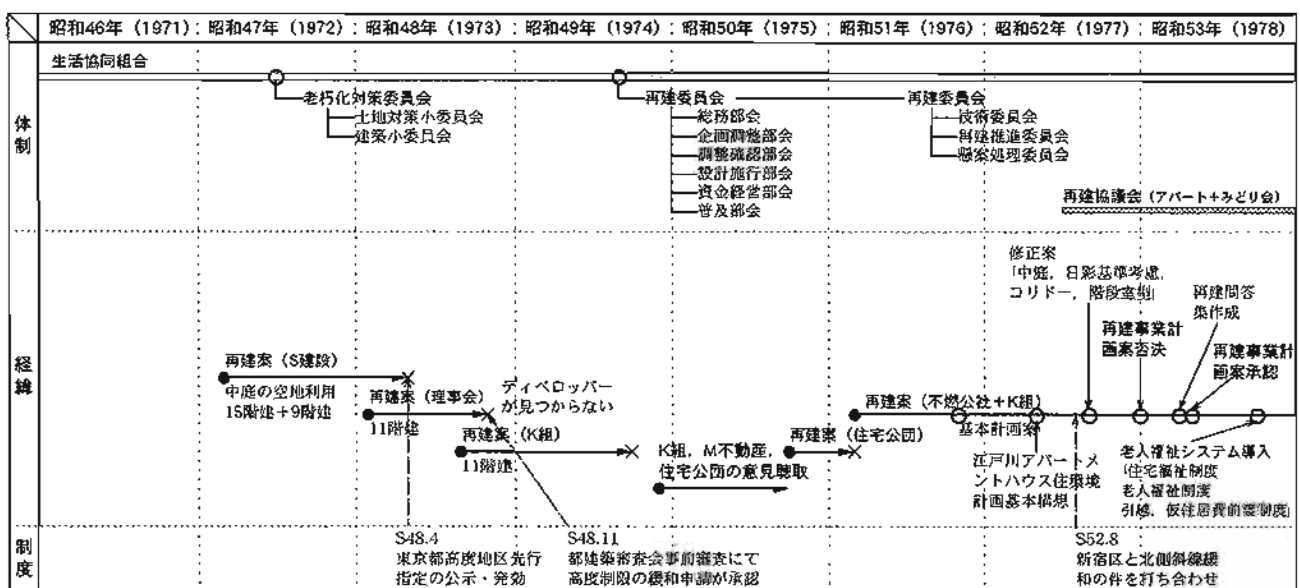 昭和46年（1971） 昭和47年（1972） 昭和48年（1973） 昭和49年（1974） 昭和50年（1975） 昭和51年（1976） 昭和52年（1977） 昭和53年（1978）
体制
生活協同組合
老朽化対策委員会
土地対策小委員会
建築小委員会
再建委員会
総務部会
企画調整部会
調整確認部会
設計施行部会
資金経営部会
普及部会
再建委員会
技術委員会
再建推進委員会
懸案処理委員会
再建協議会（アパート+みどり会）
経緯
再建案（S建設）
中庭の空地利用
15階建+9階建
再建案（理事会）
11階建
ディベロッパー
が見つからない
再建案（K組）
11階建
K組，M不動産，
住宅公団の意見聴取
再建案（住宅公団）
再建案（不燃公社+K組）
基本計画案
江戸川アパートメ
ントハウス住環境
計画基本構想
修正案
「中庭，日影基準考慮，
コリドー，階段室型」
再建事業計
画案否決
再建問答
集作成
再建事業計
画案承認
老人福祉システム導入
「住宅福祉制度
老人福祉制度
引越，仮住居費前零制度」
制度
S48.4
東京都高度地区先行
指定の公示・発効
S48.11
都建築審査会事前審査にて
高度制限の緩和申請が承認
S52.8
新宿区と北側斜線緩
和の件を打ち合わせ